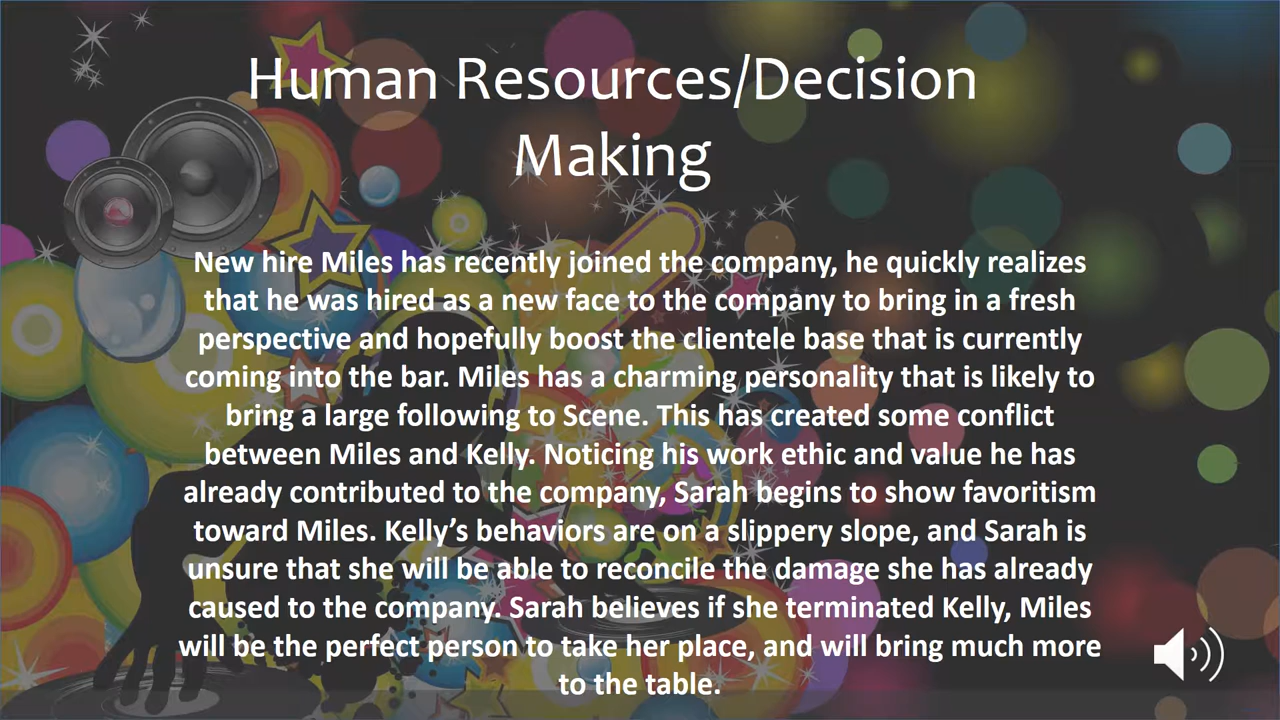 Human Resources/Decision
Making
New hire Miles has recently joined the company, he quickly realizes
that he was hired as a new face to the company to bring in a fresh
perspective and hopefully boost the clientele base that is currently
coming into the bar. Miles has a charming personality that is likely to
bring a large following to Scene. This has created some conflict
between Miles and Kelly. Noticing his work ethic and value he has
already contributed to the company, Sarah begins to show favoritism
toward Miles. Kelly’s behaviors are on a slippery slope, and Sarah is
unsure that she will be able to reconcile the damage she has already
caused to the company. Sarah believes if she terminated Kelly, Miles
will be the perfect person to take her place, and will bring much more
to the table.